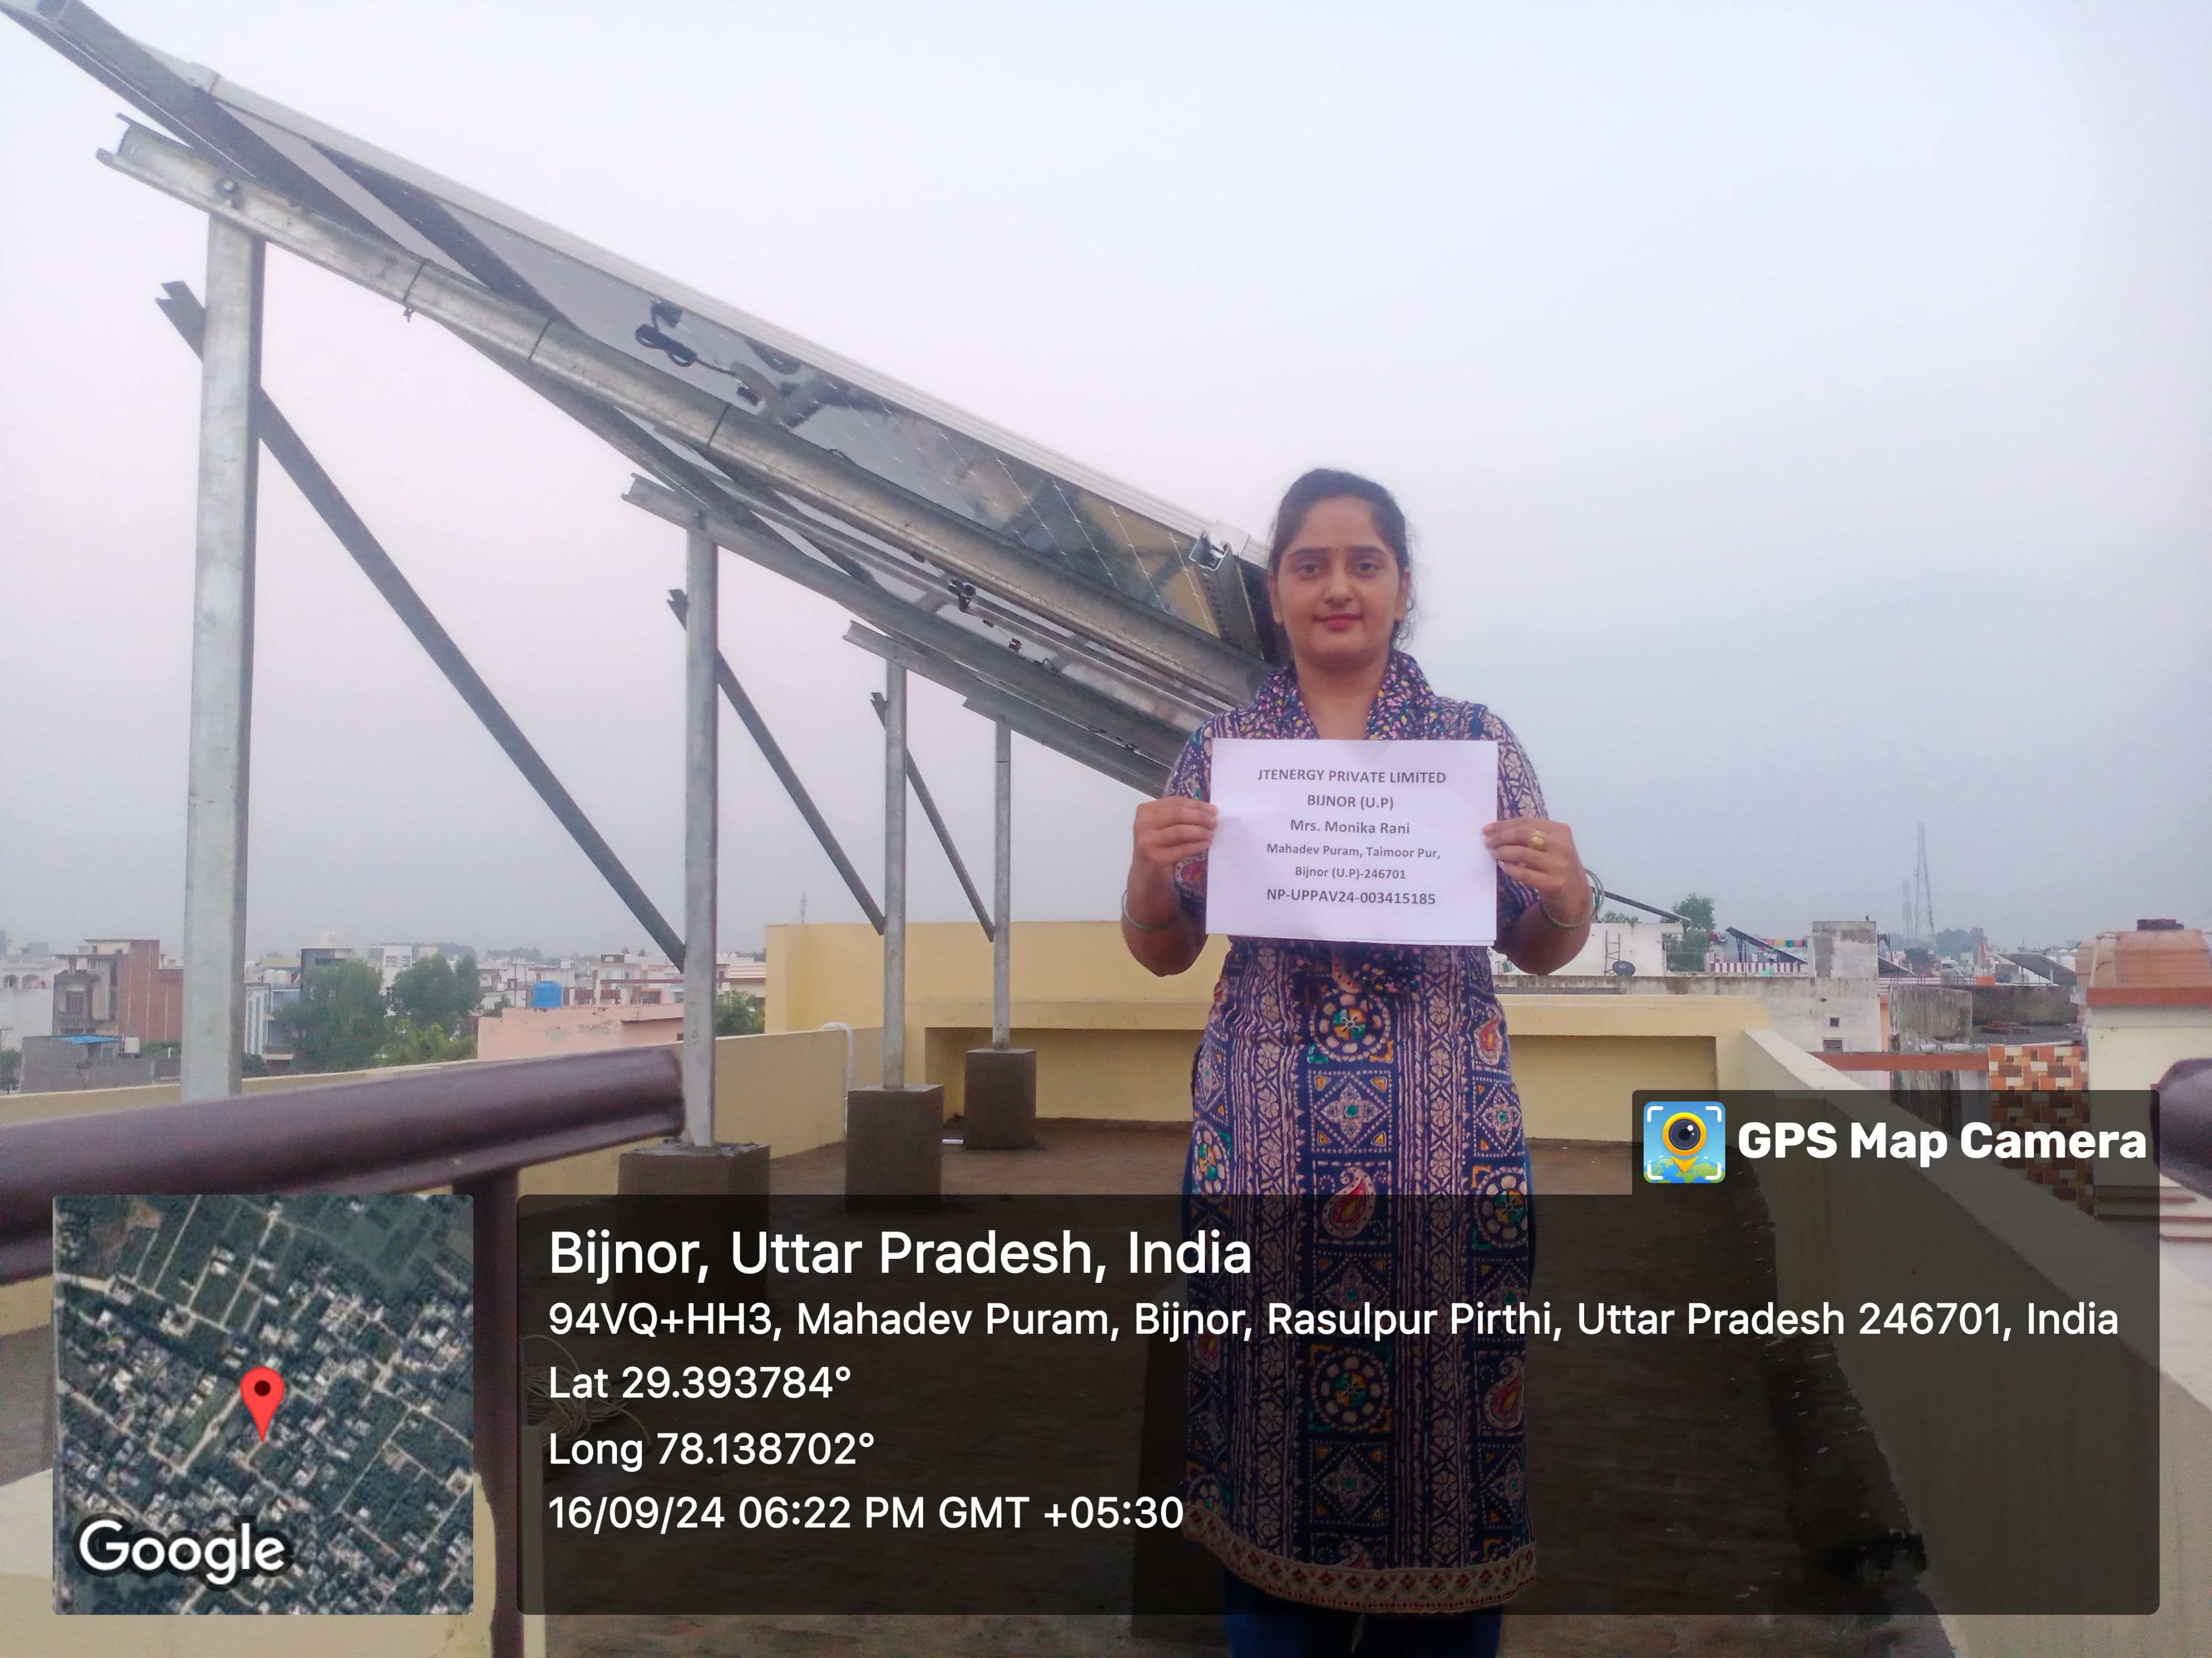 JTENERGY PRIVATE LIMITED
BIJNOR (U.P)
Mrs. Monika Rani
Mahadev Puram, Taimoor Pur,
Bijnor (U.P)-246701
NP-UPPAV24-003415185
GPS Map Camera
Bijnor, Uttar Pradesh, India
94VQ+HH3, Mahadev Puram, Bijnor, Rasulpur Pirthi, Uttar Pradesh 246701, India
Lat 29.393784°
Long 78.138702°
16/09/24 06:22 PM GMT +05:30
Google